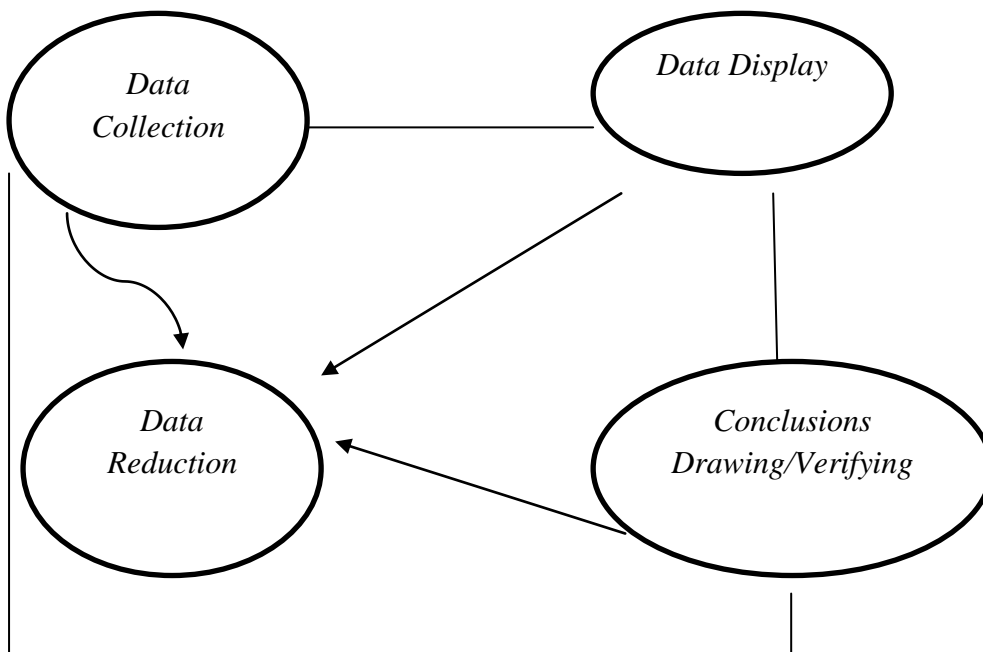 Data
Collection
Data Display
Data
Reduction
Conclusions
Drawing/Verifying